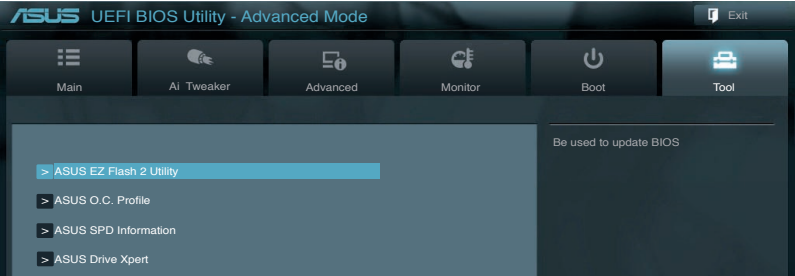 ASUS UEFI BIOS Utility - Advanced Mode
Exit
Main
Ai Tweaker
Advanced
Monitor
Boot
Tool
Be used to update BIOS
> ASUS EZ Flash 2 Utility
> ASUS O.C. Profile
> ASUS SPD Information
> ASUS Drive Xpert